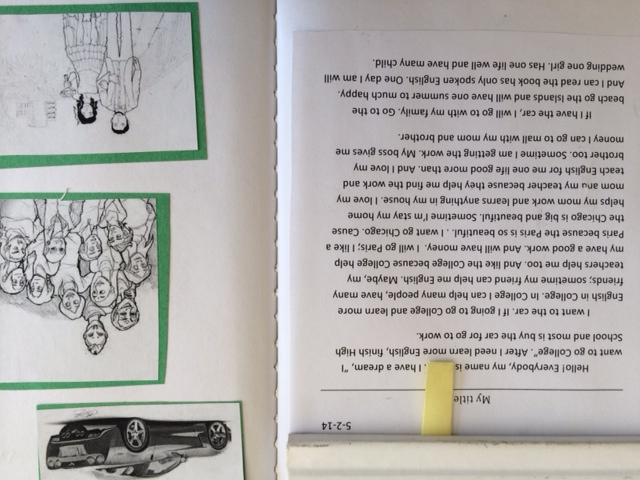 5-2-14
My title
Hello! Everybody, my name is . I have a dream, "I
want to go College". After I need learn more English, finish High
School and most is buy the car for go to work.
I want to the car. If I going to go College and learn more
English in College. In College I can help many people, have many
friends; sometime my friend can help me English. Maybe, my
teachers help me too. And like the College because College help
my have a good work. And will have money. I will go Paris; I like a
Paris because the Paris is so beautiful. . I want go Chicago. Cause
the Chicago is big and beautiful. Sometime I'm stay my home
helps my mom work and learns anything in my house. I love my
mom and my teacher because they help me find the work and
teach English for me one life good more than. And I love my
brother too. Sometime I am getting the work. My boss gives me
money I can go to mall with my mom and brother.
If I have the car, I will go to with my family. Go to the
beach go the Islands and will have one summer to much happy.
And I can read the book has only spoken English. One day I am will
wedding one girl. Has one life well and have many child.